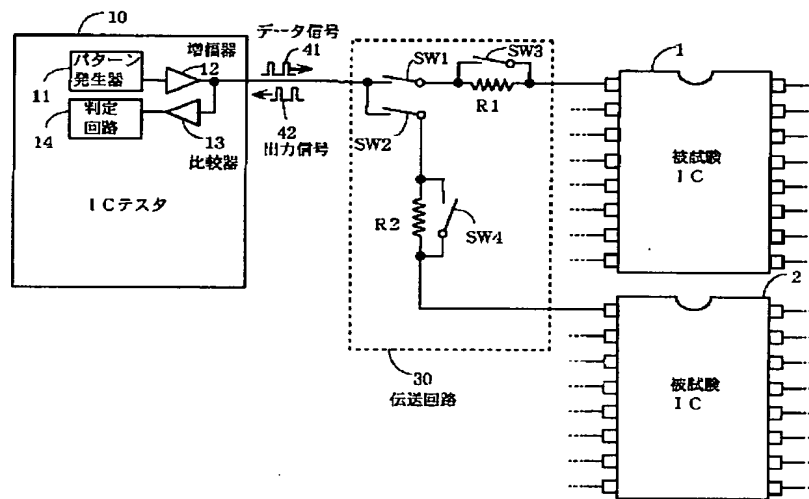 10
データ信号
41
増幅器
12
パターン
発生器
11
判定
回路
14
13 比較器
ICテスタ
42
出力信号
SW1
SW3
R1
SW2
R2
SW4
30
伝送回路
1
被試験
IC
2
被試験
IC